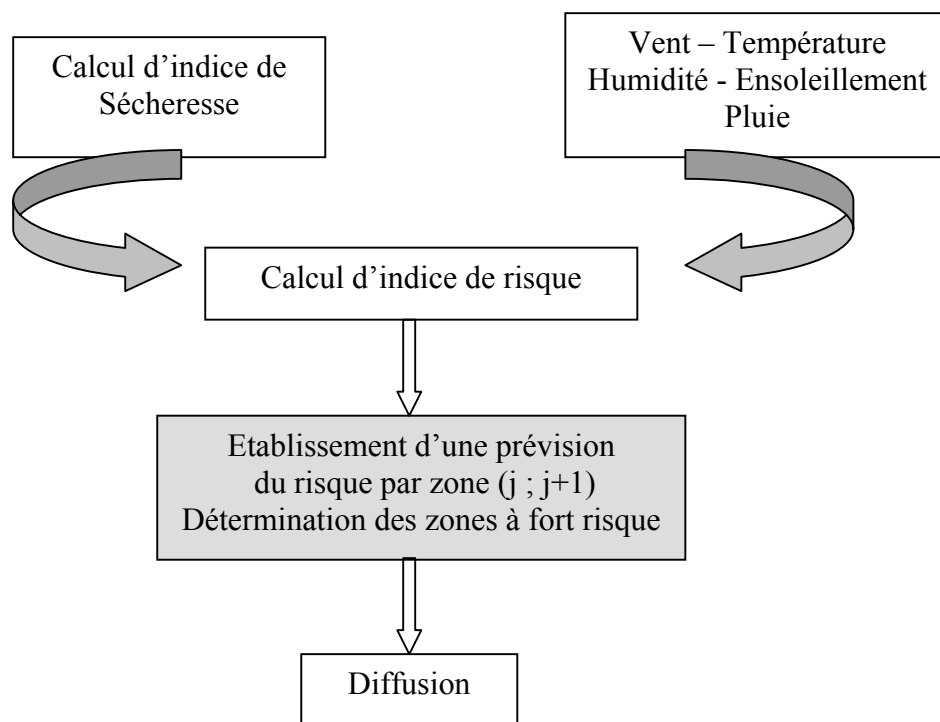 Calcul d’indice de
Sécheresse
Vent – Température
Humidité - Ensoleillement
Pluie
Calcul d’indice de risque
Etablissement d’une prévision
du risque par zone (j ; j+1)
Détermination des zones à fort risque
Diffusion